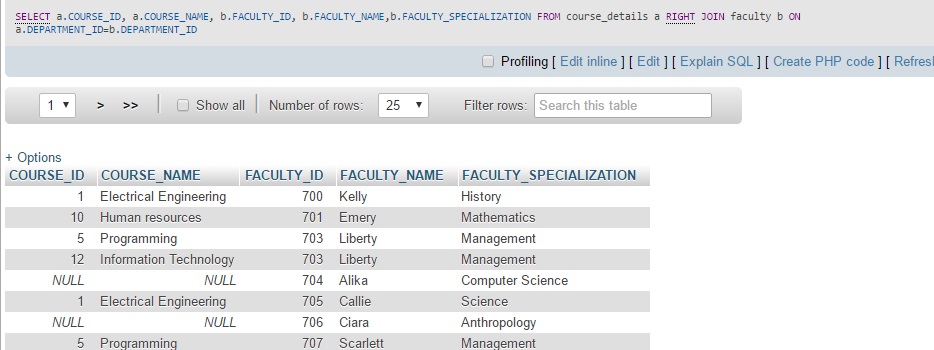 SELECT a.COURSE_ID, a.COURSE_NAME, b.FACULTY_ID, b.FACULTY_NAME,b.FACULTY_SPECIALIZATION FROM course_details a RIGHT JOIN faculty b ON
a.DEPARTMENT_ID=b.DEPARTMENT_ID
Profiling [ Edit inline ] [ Edit ] [ Explain SQL ] [ Create PHP code ] [ Refresh
1 > >> Show all Number of rows: 25 Filter rows: Search this table
+ Options
COURSE_ID COURSE_NAME FACULTY_ID FACULTY_NAME FACULTY_SPECIALIZATION
1 Electrical Engineering 700 Kelly History
10 Human resources 701 Emery Mathematics
5 Programming 703 Liberty Management
12 Information Technology 703 Liberty Management
NULL NULL 704 Alika Computer Science
1 Electrical Engineering 705 Callie Science
NULL NULL 706 Ciara Anthropology
5 Programming 707 Scarlett Management